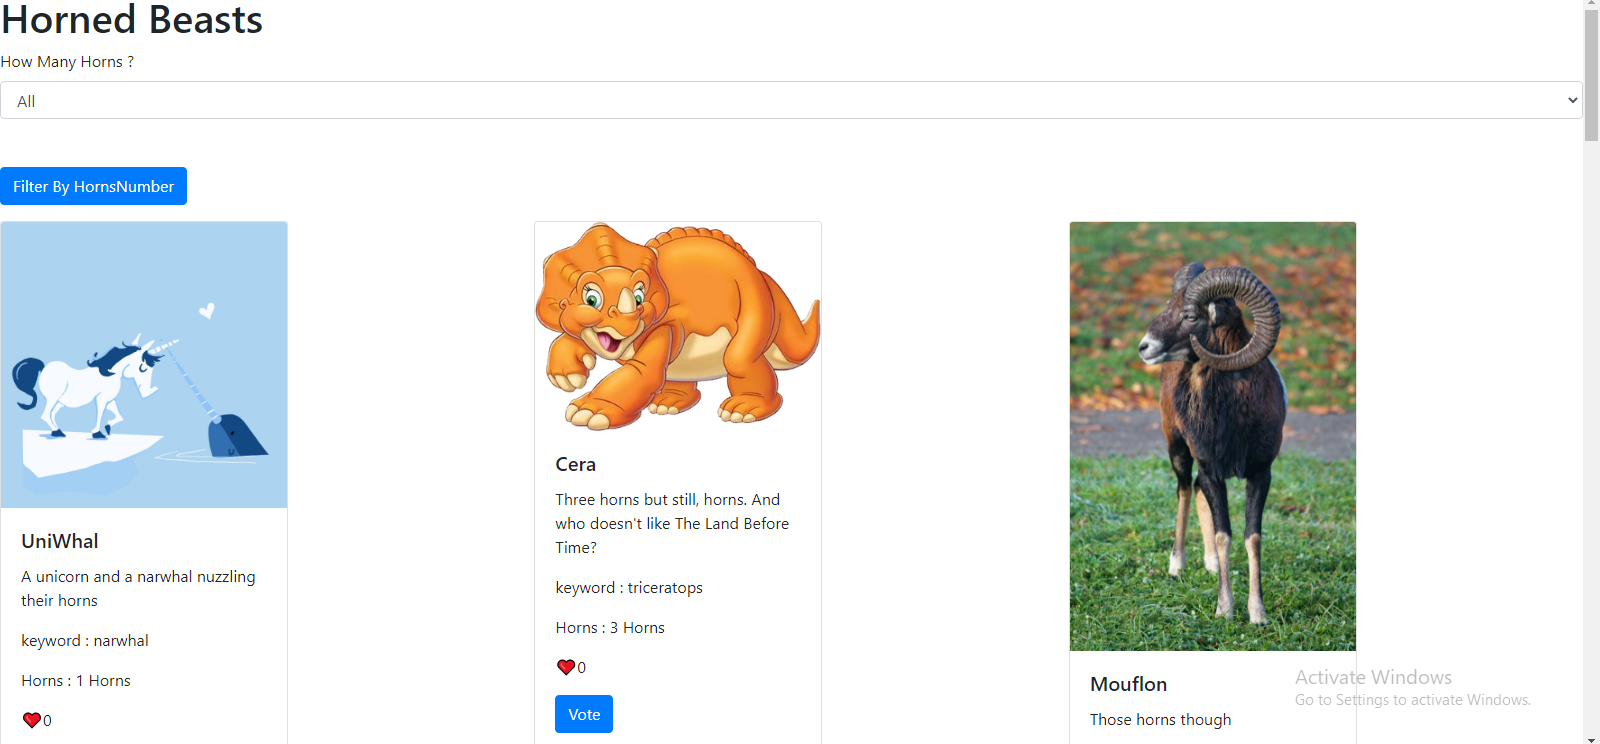 Horned Beasts
How Many Horns ?
All
Filter By HornsNumber
UniWhal
A unicorn and a narwhal nuzzling
their horns
keyword : narwhal
Horns : 1 Horns
0
Cera
Three horns but still, horns. And
who doesn't like The Land Before
Time?
keyword : triceratops
Horns : 3 Horns
0
Vote
Mouflon
Those horns though
Activate Windows
Go to Settings to activate Windows.